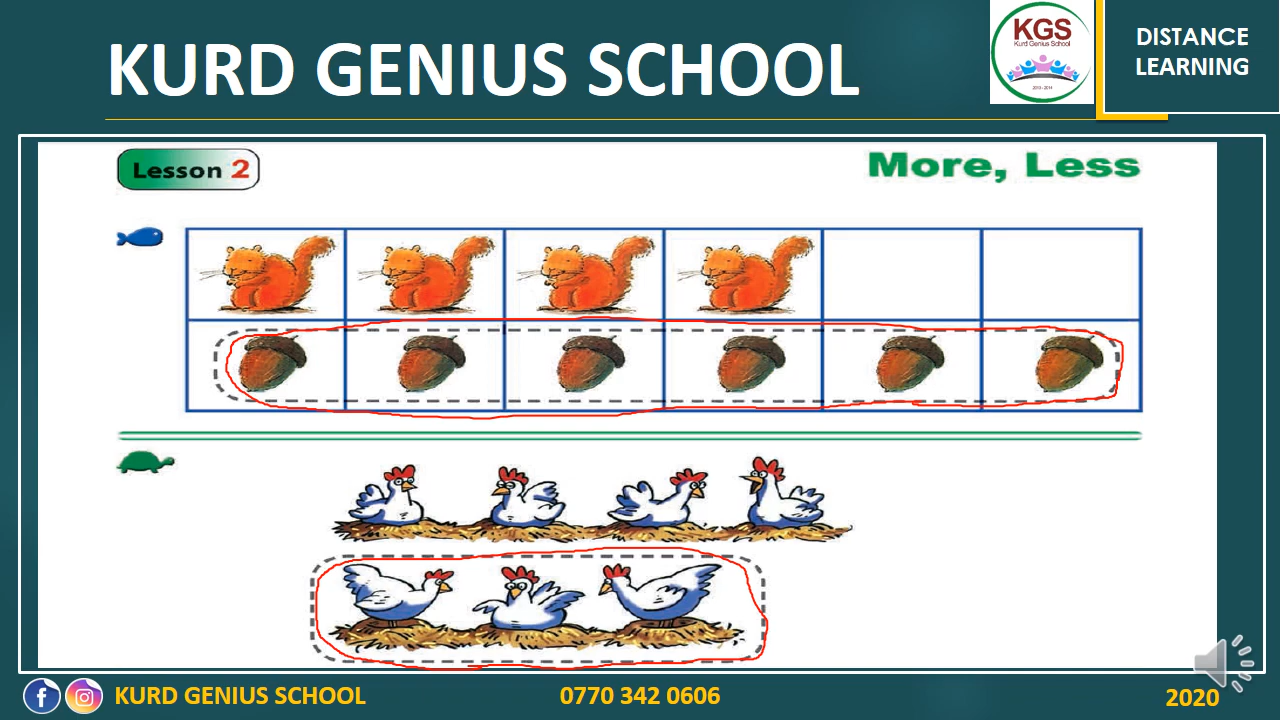 KURD GENIUS SCHOOL
KGS
Kurd Genius School
DISTANCE
LEARNING
Lesson 2
More, Less
KURD GENIUS SCHOOL
0770 342 0606
2020